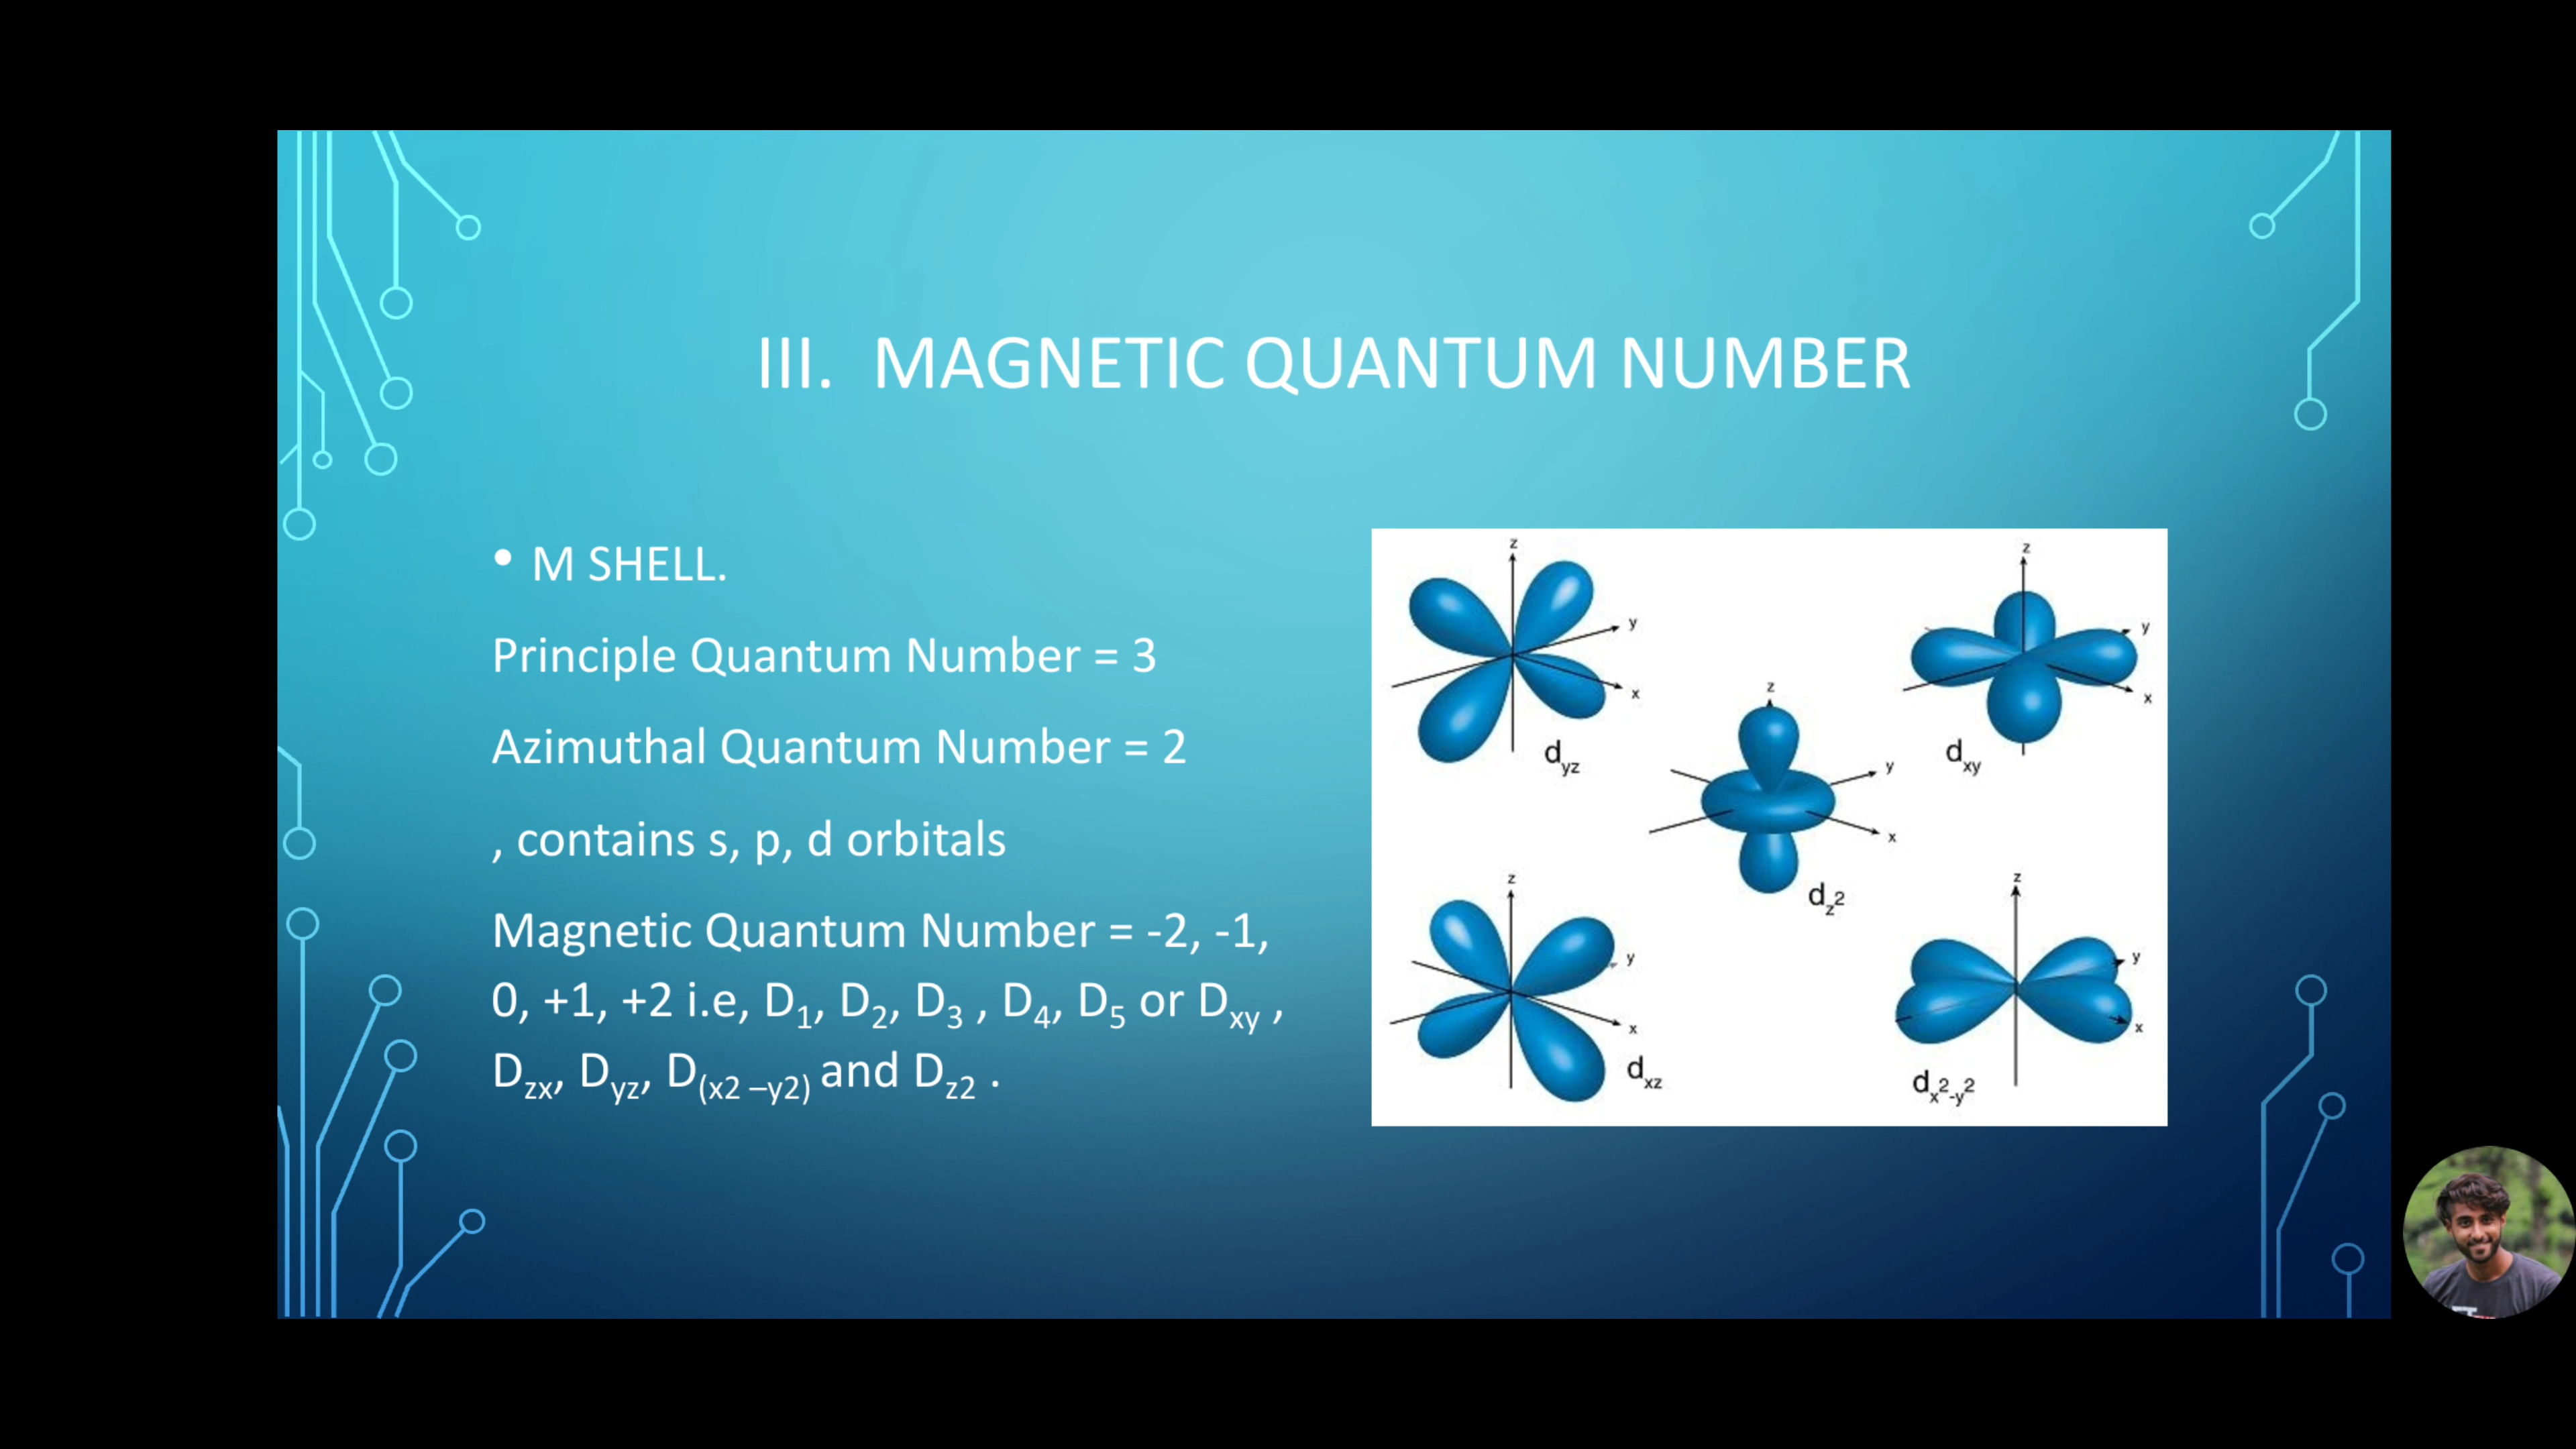 III. MAGNETIC QUANTUM NUMBER
• M SHELL.
Principle Quantum Number = 3
Azimuthal Quantum Number = 2
, contains s, p, d orbitals
Magnetic Quantum Number = -2, -1,
0, +1, +2 i.e, D1, D2, D3 , D4, D5 or Dxy ,
Dzx, Dyz, D(x2 –y2) and Dz2 .
z
y
x
dyz
z
y
x
dxy
z
y
x
dz2
z
y
x
dxz
z
y
x
dx2-y2